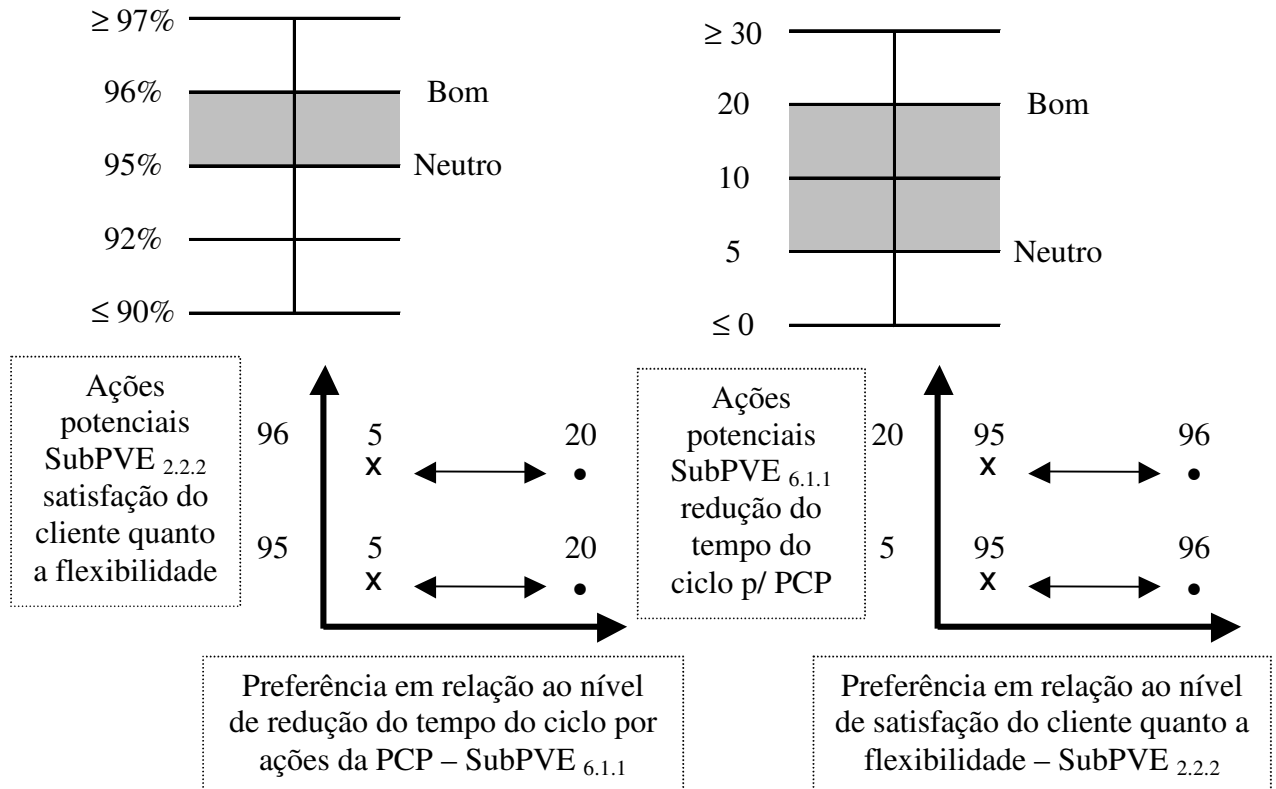 ≥ 97%
96% Bom
95% Neutro
92%
≤ 90%
≥ 30
20 Bom
10
5 Neutro
≤ 0
Ações
potenciais
SubPVE 2.2.2
satisfação do
cliente quanto
a flexibilidade
96 5 20
x •
95 5 20
x •
Preferência em relação ao nível
de redução do tempo do ciclo por
ações da PCP – SubPVE 6.1.1
Ações
potenciais
SubPVE 6.1.1
redução do
tempo do
ciclo p/ PCP
20 95 96
x •
5 95 96
x •
Preferência em relação ao nível
de satisfação do cliente quanto a
flexibilidade – SubPVE 2.2.2